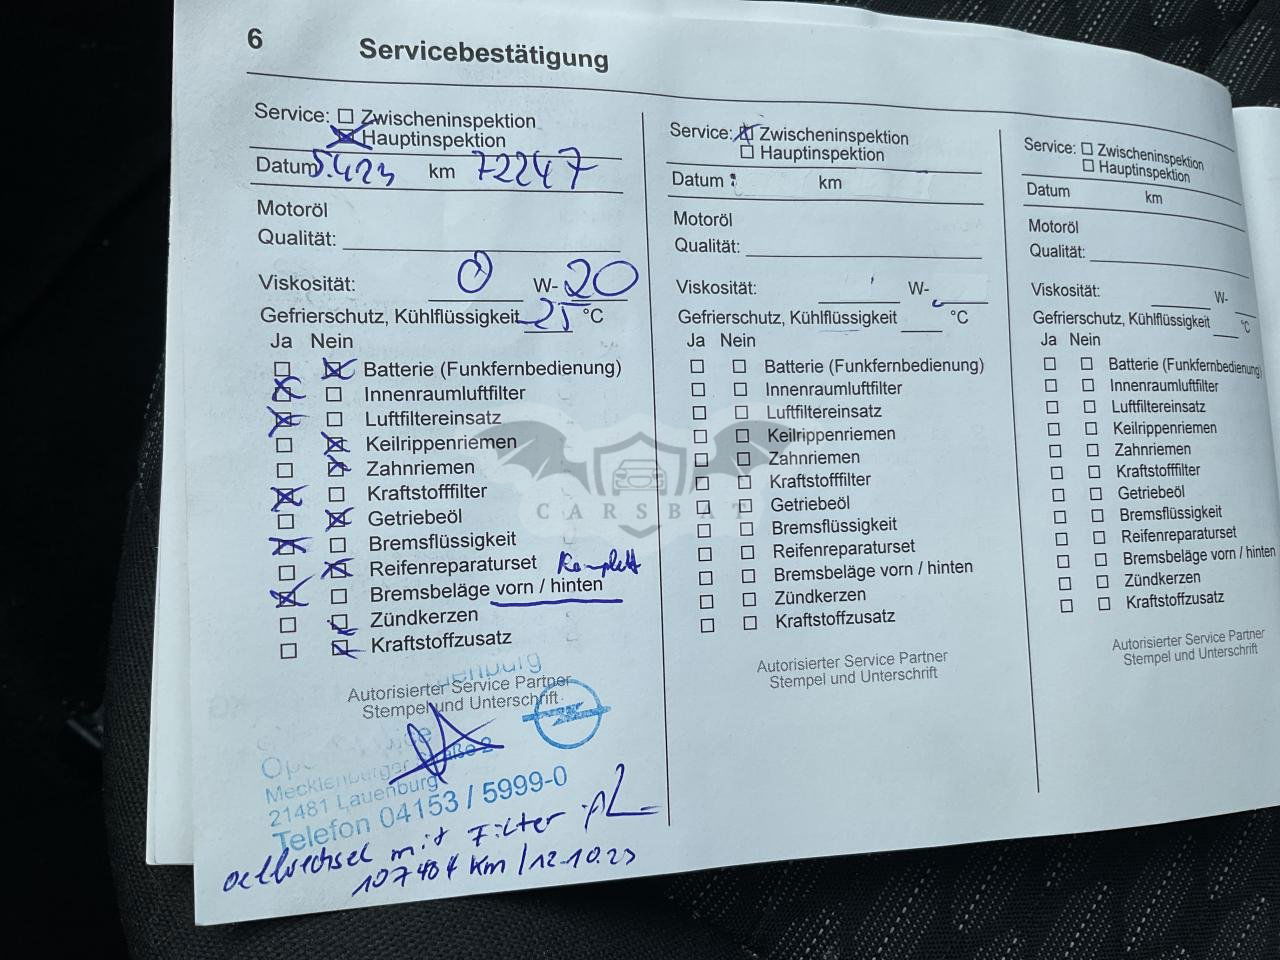 6 Servicebestätigung
Service: Zwischeninspektion
Hauptinspektion
Datum 5.4.23 km 72247
Motoröl
Qualität:
Viskosität: 0 W- 20
Gefrierschutz, Kühlflüssigkeit -25 °C
Ja Nein
Batterie (Funkfernbedienung)
Innenraumluftfilter
Luftfiltereinsatz
Keilrippenriemen
Zahnriemen
Kraftstofffilter
Getriebeöl
Bremsflüssigkeit
Reifenreparaturset Komplett
Bremsbeläge vorn / hinten
Zündkerzen
Kraftstoffzusatz
Autorisierter Service Partner
Stempel und Unterschrift
Mecklenburger Straße 2
21481 Lauenburg
Telefon 04153 / 5999-0
Oelwechsel mit Filter
107484 km / 12.10.23
Service: Zwischeninspektion
Hauptinspektion
Datum : km
Motoröl
Qualität:
Viskosität: W-
Gefrierschutz, Kühlflüssigkeit °C
Ja Nein
Batterie (Funkfernbedienung)
Innenraumluftfilter
Luftfiltereinsatz
Keilrippenriemen
Zahnriemen
Kraftstofffilter
Getriebeöl
Bremsflüssigkeit
Reifenreparaturset
Bremsbeläge vorn / hinten
Zündkerzen
Kraftstoffzusatz
Autorisierter Service Partner
Stempel und Unterschrift
Service: Zwischeninspektion
Hauptinspektion
Datum km
Motoröl
Qualität:
Viskosität: W-
Gefrierschutz, Kühlflüssigkeit °C
Ja Nein
Batterie (Funkfernbedienung)
Innenraumluftfilter
Luftfiltereinsatz
Keilrippenriemen
Zahnriemen
Kraftstofffilter
Getriebeöl
Bremsflüssigkeit
Reifenreparaturset
Bremsbeläge vorn / hinten
Zündkerzen
Kraftstoffzusatz
Autorisierter Service Partner
Stempel und Unterschrift
CARSBAT